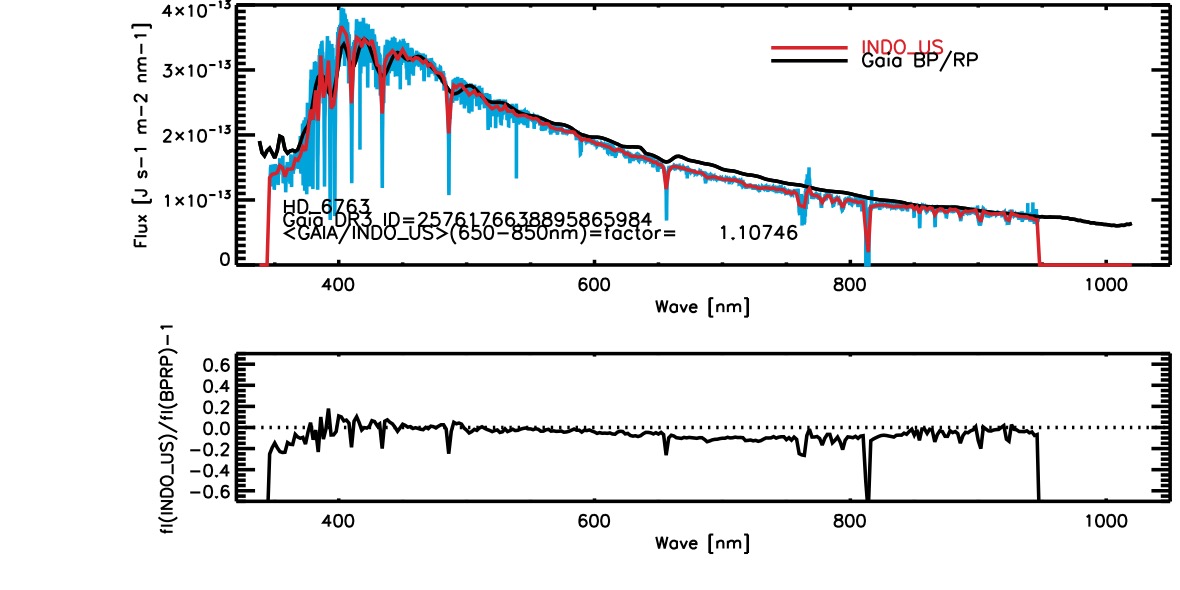 4×10−13
3×10−13
2×10−13
1×10−13
0
Flux [J s−1 m−2 nm−1]
INDO_US
Gaia BP/RP
HD_6763
Gaia DR3 ID=2576176638895865984
<GAIA/INDO_US>(650−850nm)=factor= 1.10746
400 600 800 1000
Wave [nm]
0.6
0.4
0.2
0.0
−0.2
−0.4
−0.6
fl(INDO_US)/fl(BPRP)−1
400 600 800 1000
Wave [nm]